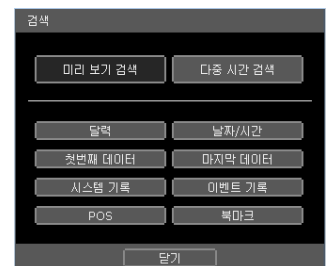 검색
미리 보기 검색 다중 시간 검색
달력 날짜/시간
첫번째 데이터 마지막 데이터
시스템 기록 이벤트 기록
POS 북마크
닫기